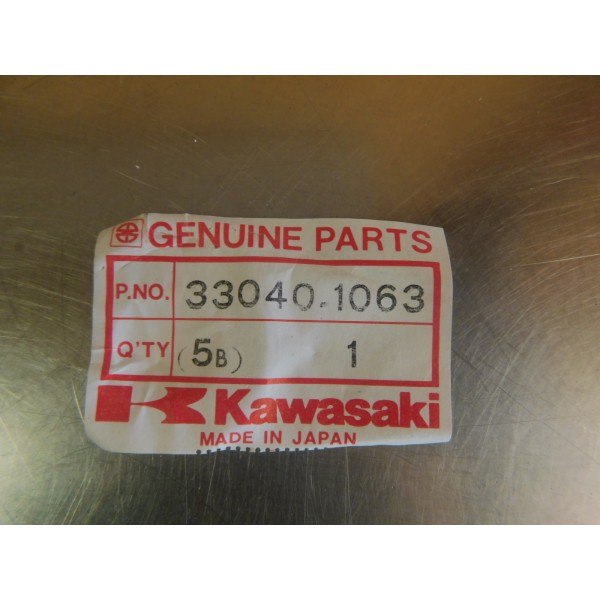 GENUINE PARTS
P.NO. 33040-1063
Q'TY (5B) 1
Kawasaki
MADE IN JAPAN